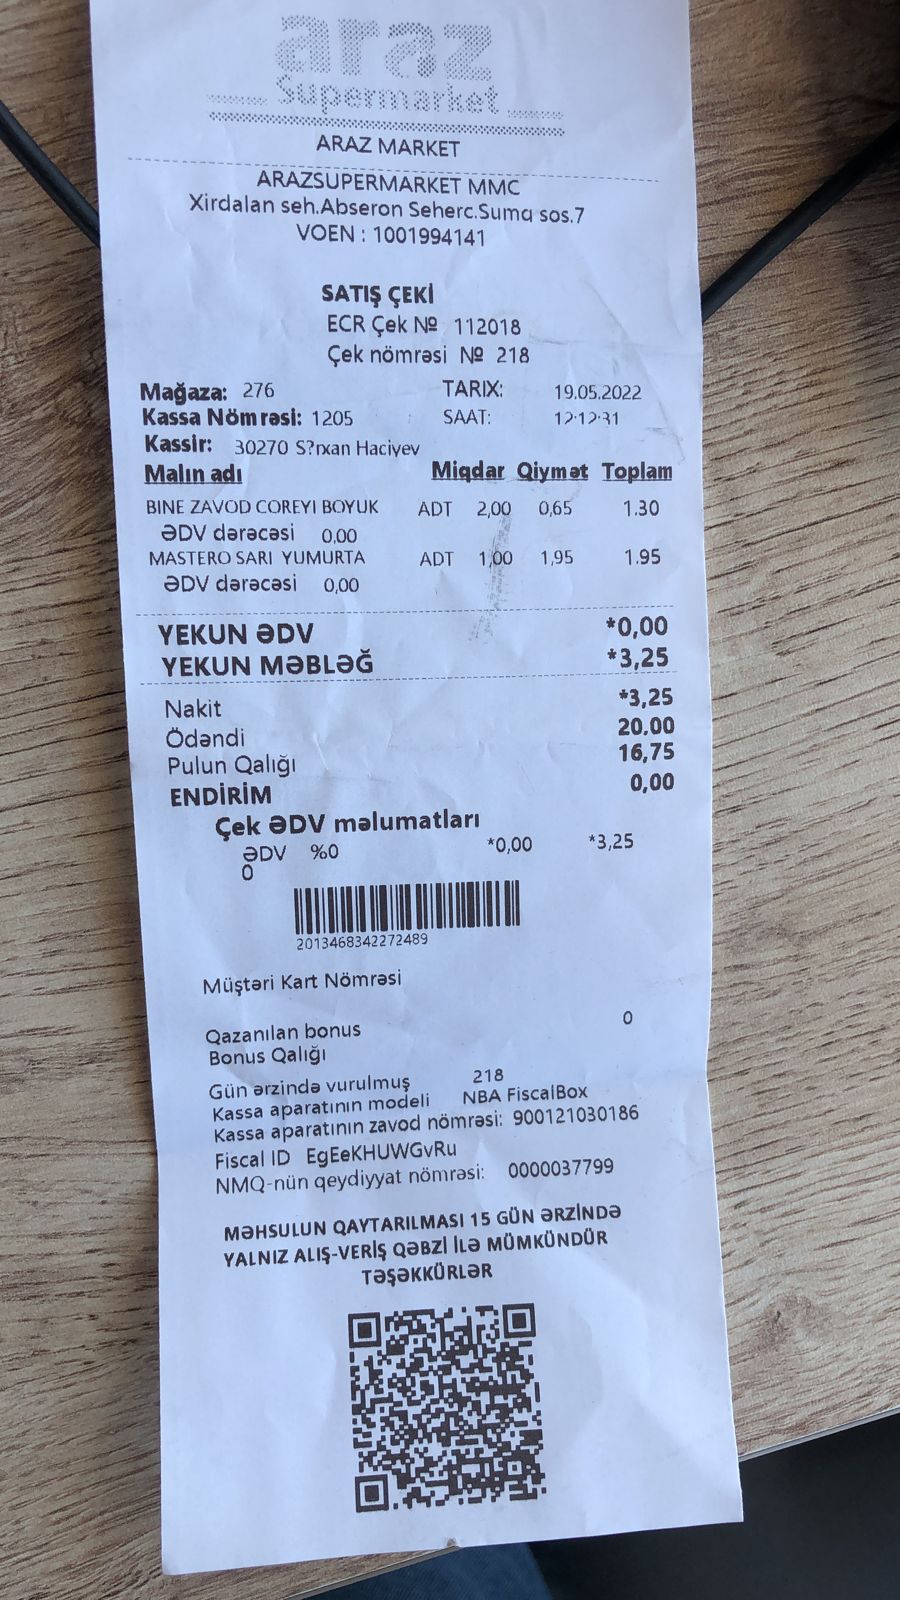 araz
Supermarket
ARAZ MARKET
ARAZSUPERMARKET MMC
Xirdalan seh.Abseron Seherc.Sumq sos.7
VOEN : 1001994141
SATIŞ ÇEKİ
ECR Çek № 112018
Çek nömrəsi № 218
Mağaza: 276 TARIX: 19.05.2022
Kassa Nömrəsi: 1205 SAAT: 12:12:31
Kassir: 30270 S?rxan Haciyev
Malın adı Miqdar Qiymət Toplam
BINE ZAVOD COREYI BOYUK ADT 2,00 0,65 1.30
ƏDV dərəcəsi 0,00
MASTERO SARI YUMURTA ADT 1,00 1,95 1.95
ƏDV dərəcəsi 0,00
YEKUN ƏDV *0,00
YEKUN MƏBLƏĞ *3,25
Nakit *3,25
Ödəndi 20.00
Pulun Qalığı 16,75
ENDİRİM 0,00
Çek ƏDV məlumatları
ƏDV %0 *0,00 *3,25
0
2013468342272489
Müştəri Kart Nömrəsi
Qazanılan bonus 0
Bonus Qalığı
Gün ərzində vurulmuş 218
Kassa aparatının modeli NBA FiscalBox
Kassa aparatının zavod nömrəsi: 900121030186
Fiscal ID EgEeKHUWGvRu
NMQ-nün qeydiyyat nömrəsi: 0000037799
MƏHSULUN QAYTARILMASI 15 GÜN ƏRZİNDƏ
YALNIZ ALIŞ-VERİŞ QƏBZİ İLƏ MÜMKÜNDÜR
TƏŞƏKKÜRLƏR